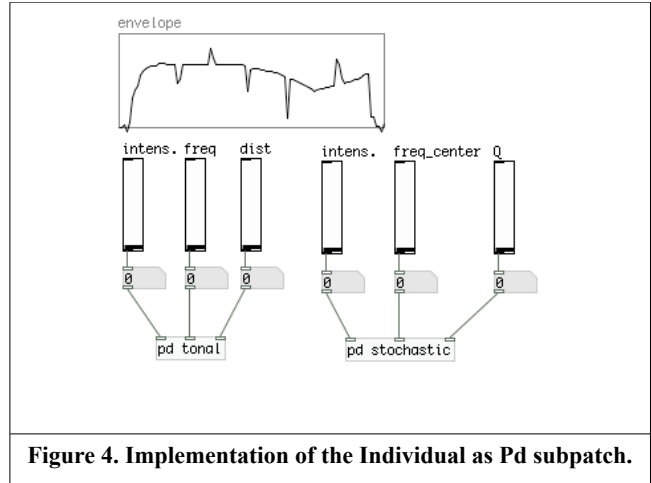 envelope
intens. freq dist intens. freq_center Q
0 0 0 0 0 0
pd tonal pd stochastic
Figure 4. Implementation of the Individual as Pd subpatch.